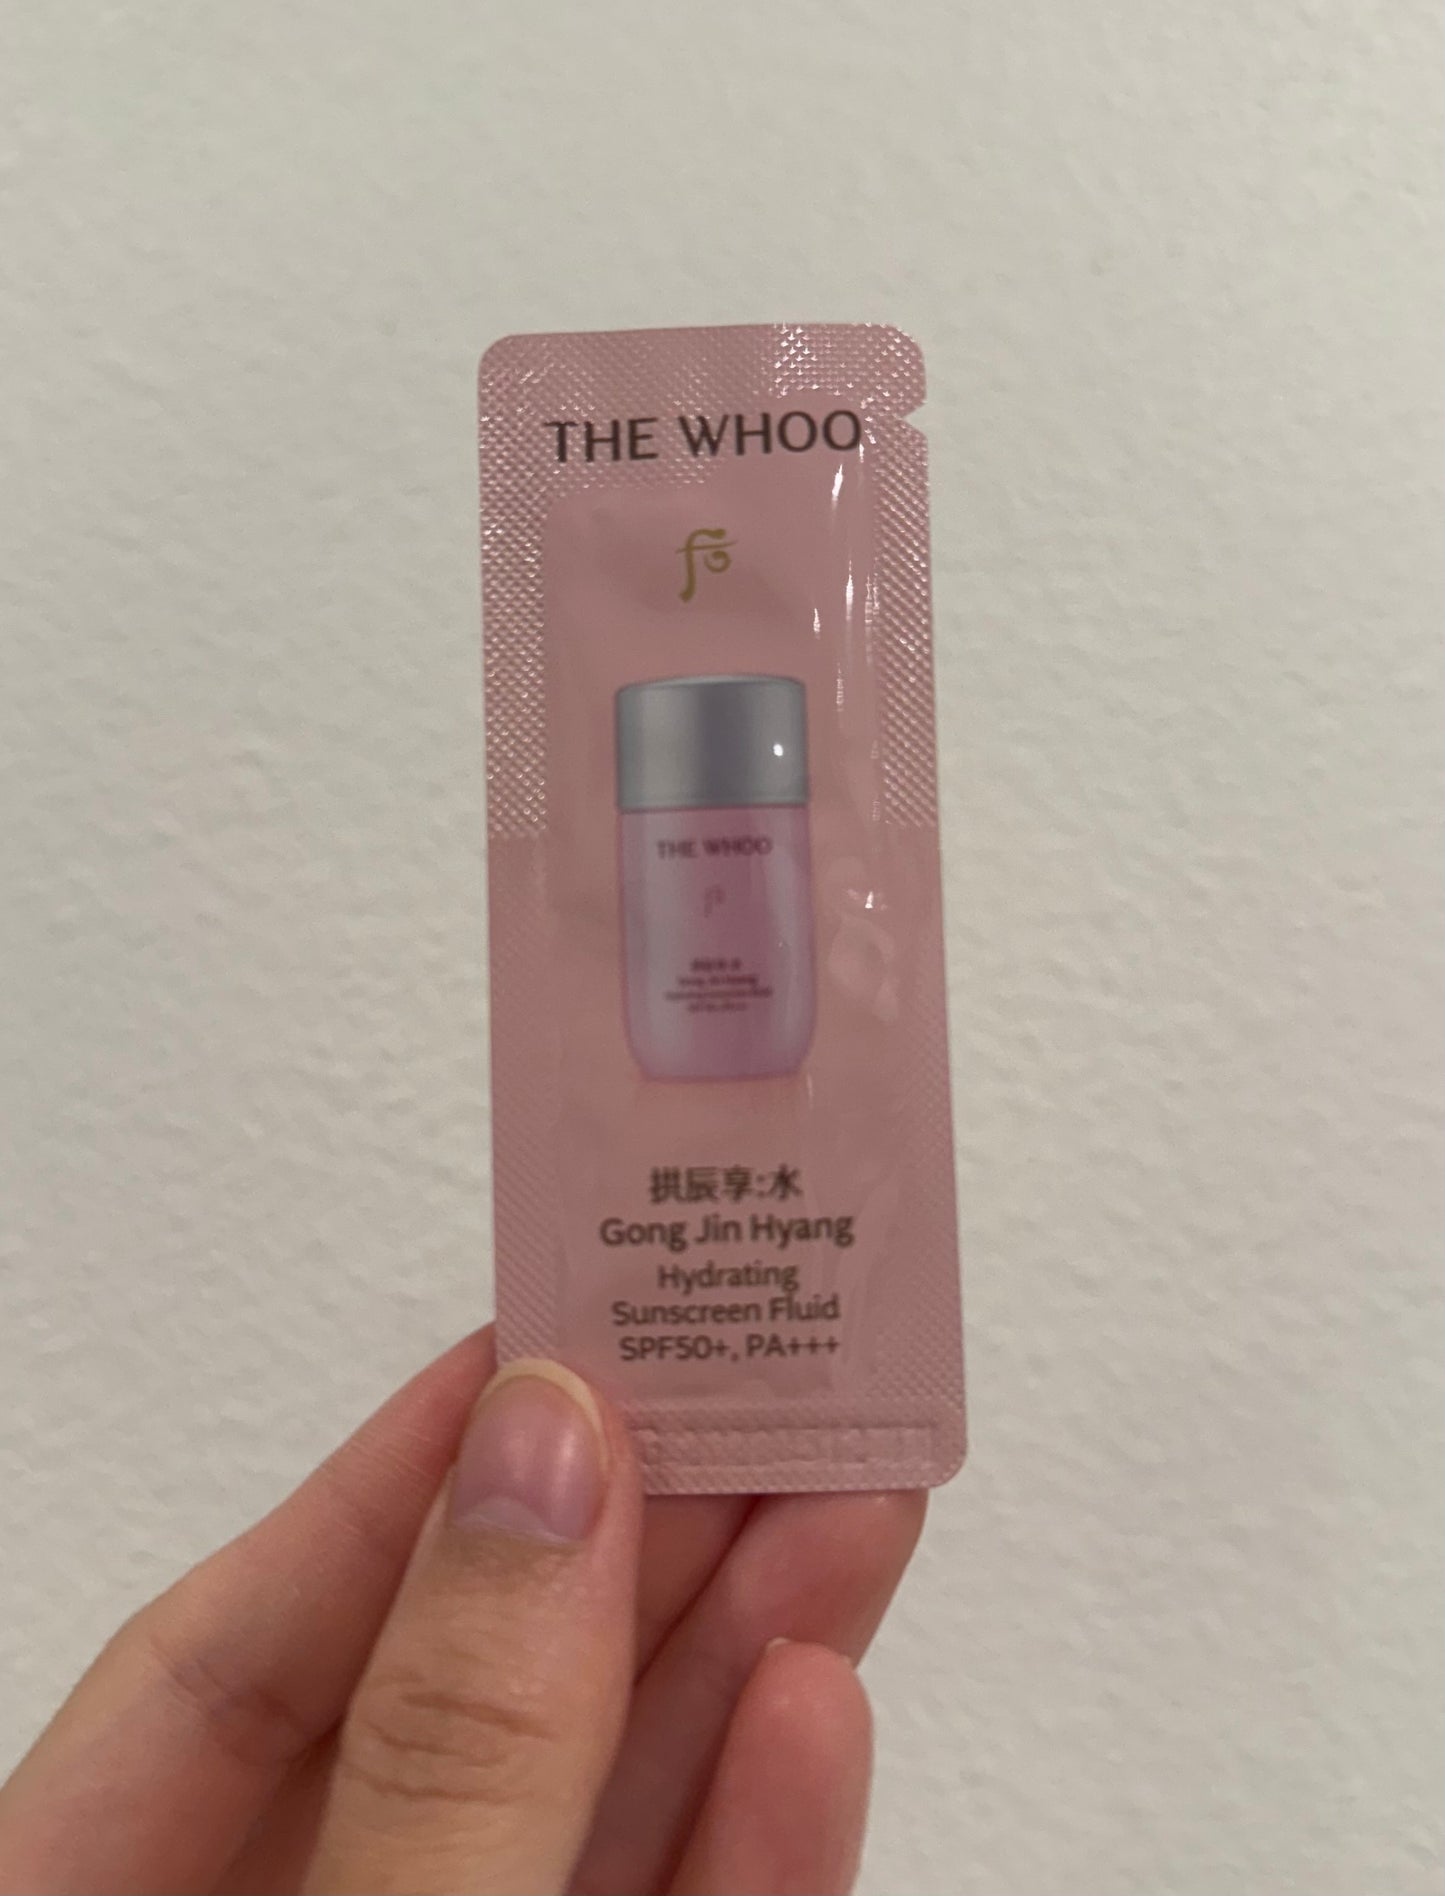 THE WHOO
THE WHOO
拱辰享:水
Gong Jin Hyang
Hydrating
Sunscreen Fluid
SPF50+, PA+++